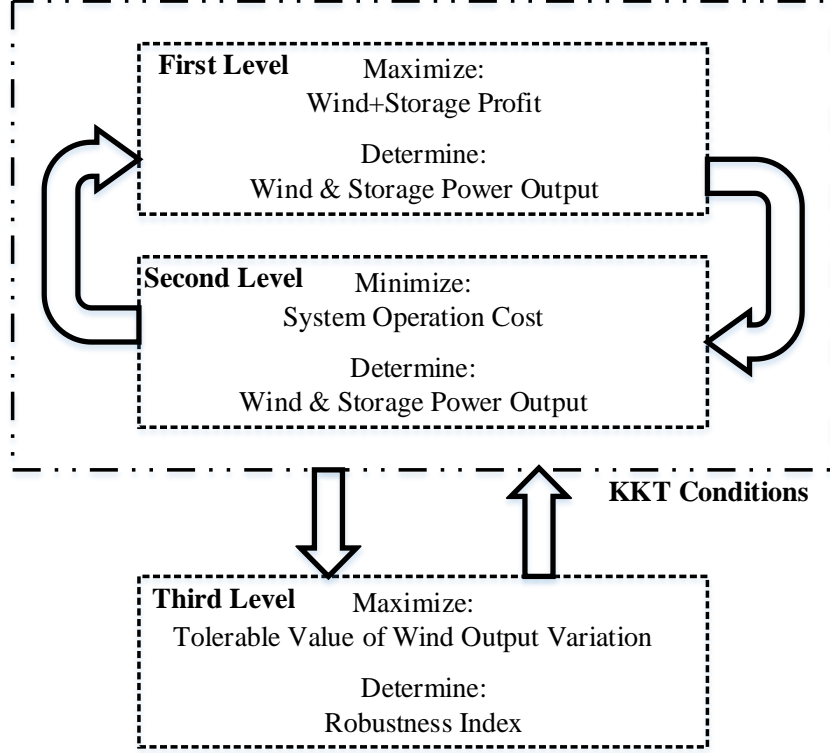 First Level
Maximize:
Wind+Storage Profit
Determine:
Wind & Storage Power Output
Second Level
Minimize:
System Operation Cost
Determine:
Wind & Storage Power Output
KKT Conditions
Third Level
Maximize:
Tolerable Value of Wind Output Variation
Determine:
Robustness Index